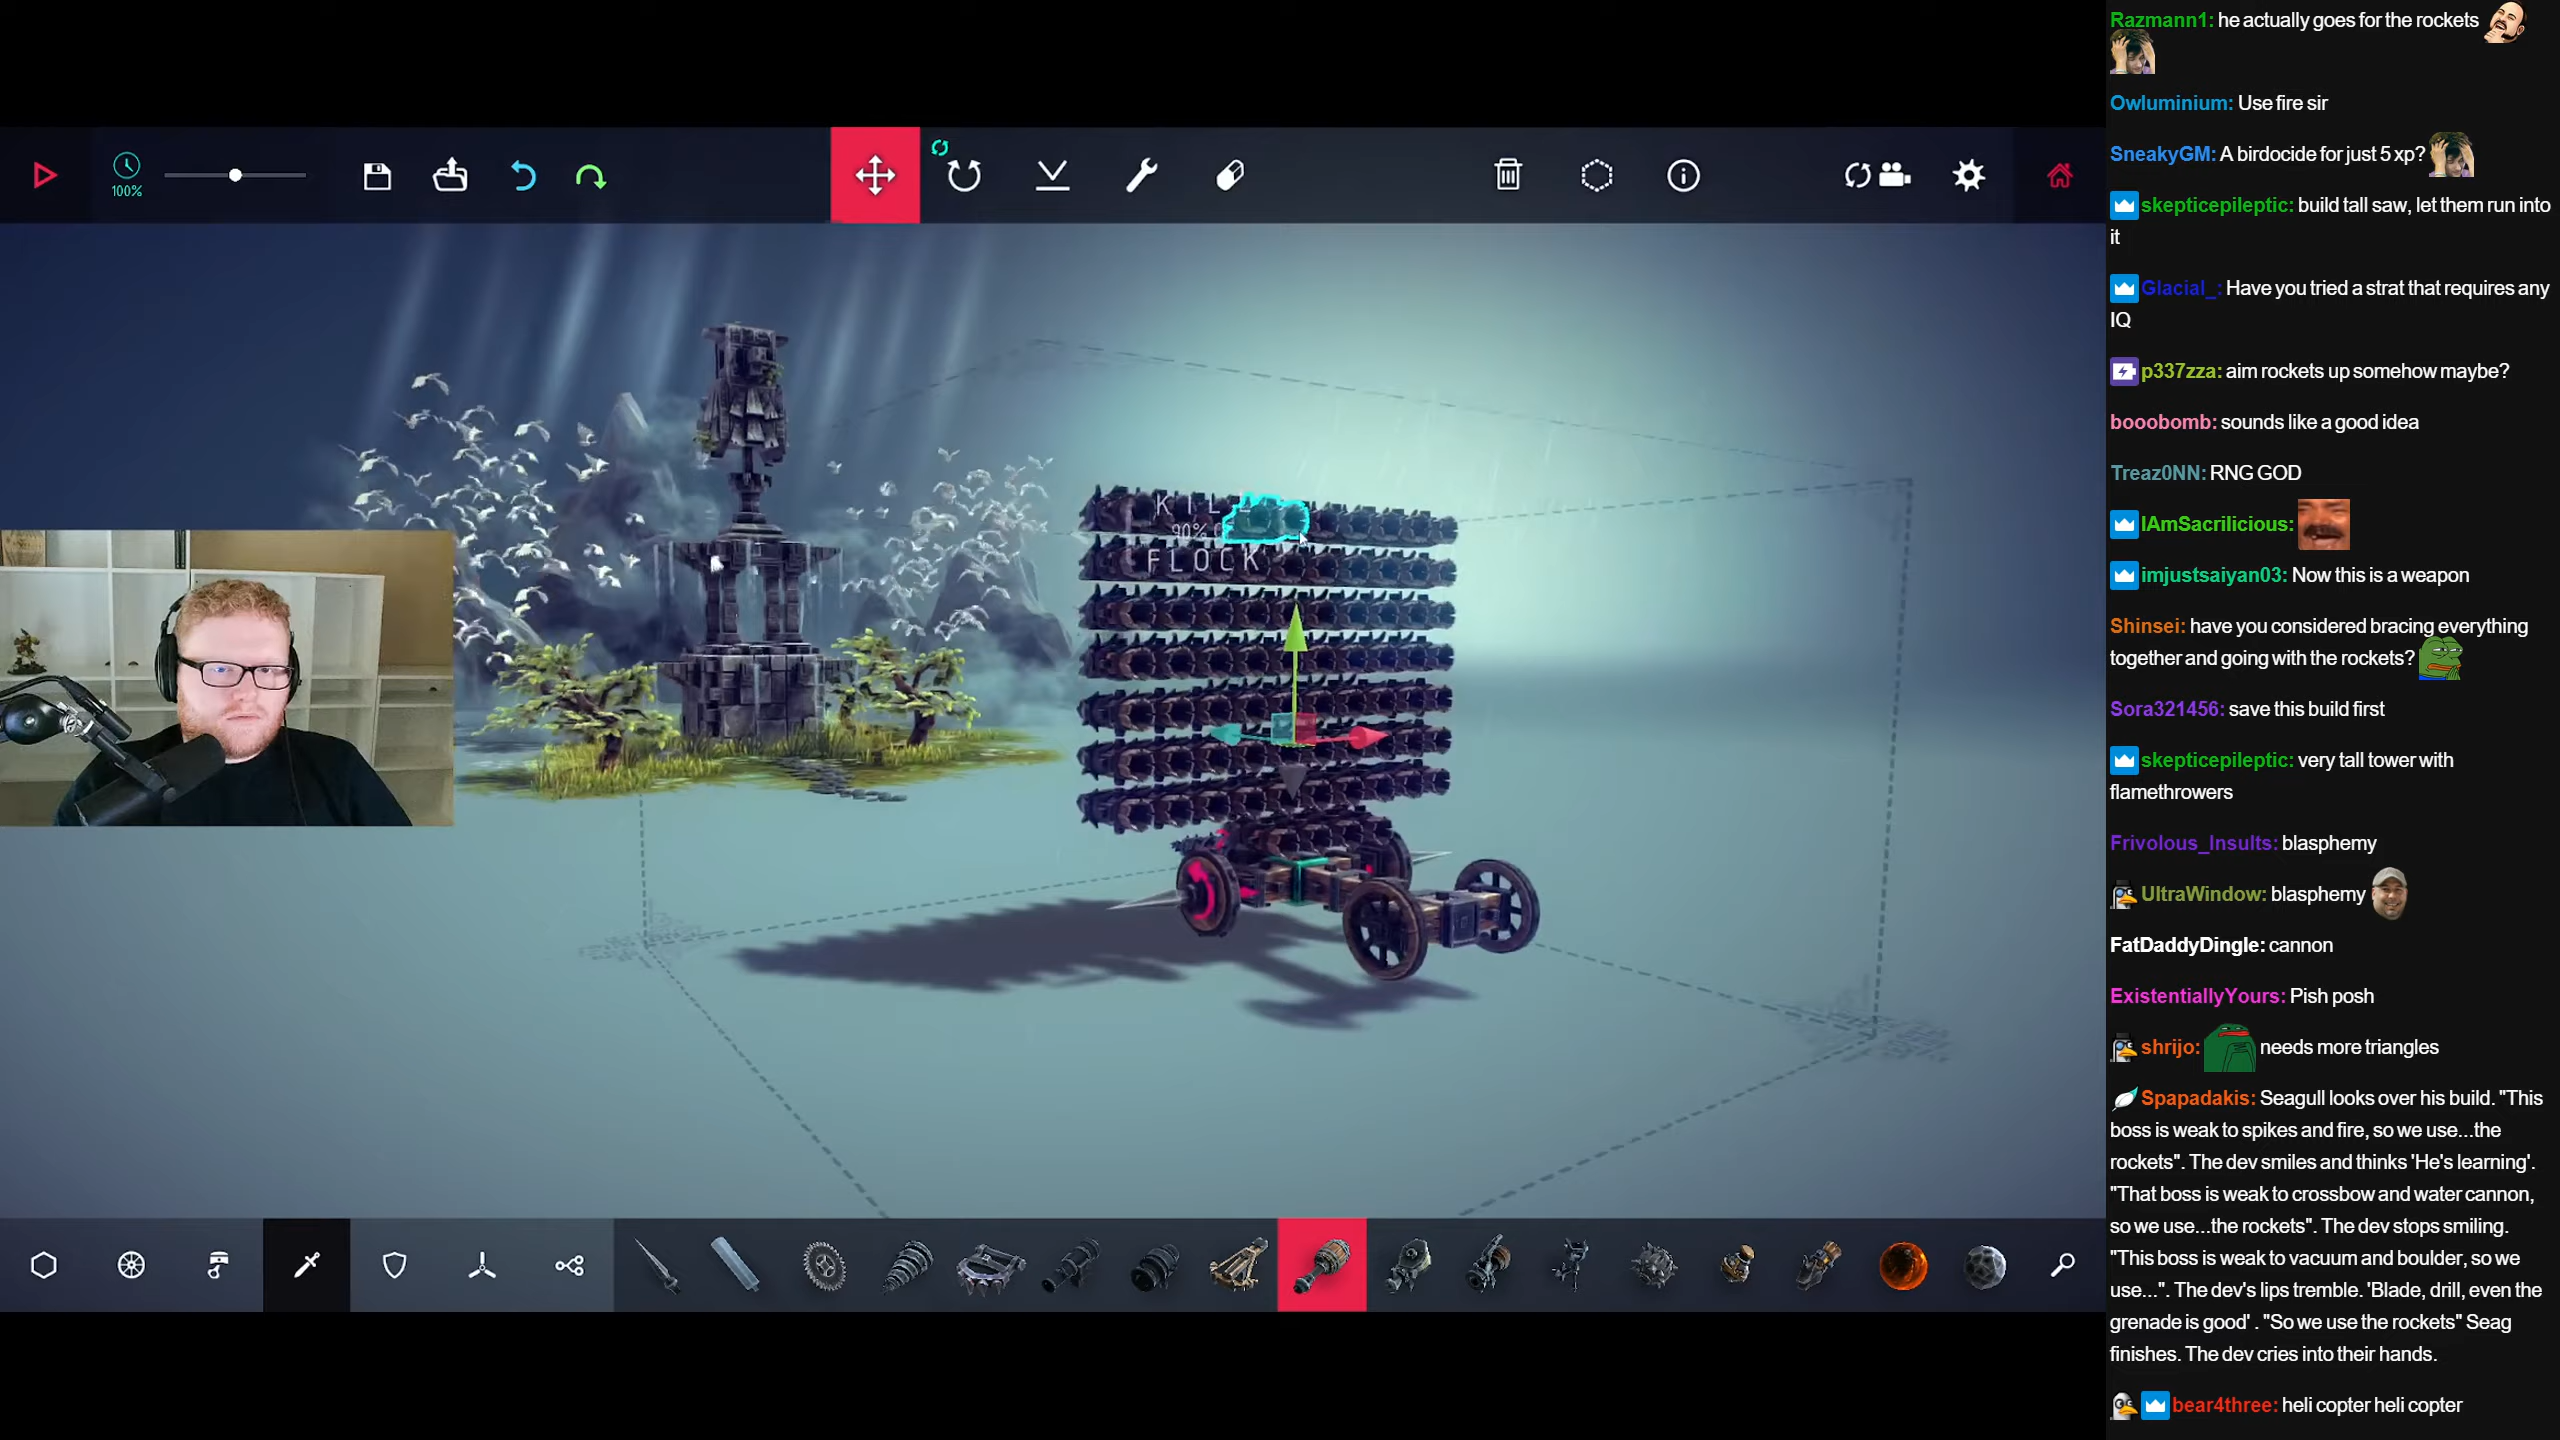 100%
KILL
90%
FLOCK
Razmann1: he actually goes for the rockets
Owluminium: Use fire sir
SneakyGM: A birdocide for just 5 xp?
skepticepileptic: build tall saw, let them run into
it
Glacial_: Have you tried a strat that requires any
IQ
p337zza: aim rockets up somehow maybe?
booobomb: sounds like a good idea
Treaz0NN: RNG GOD
IAmSacrilicious:
imjustsaiyan03: Now this is a weapon
Shinsei: have you considered bracing everything
together and going with the rockets?
Sora321456: save this build first
skepticepileptic: very tall tower with
flamethrowers
Frivolous_Insults: blasphemy
UltraWindow: blasphemy
FatDaddyDingle: cannon
ExistentiallyYours: Pish posh
shrijo: needs more triangles
Spapadakis: Seagull looks over his build. "This
boss is weak to spikes and fire, so we use...the
rockets". The dev smiles and thinks 'He's learning'.
"That boss is weak to crossbow and water cannon,
so we use...the rockets". The dev stops smiling.
"This boss is weak to vacuum and boulder, so we
use...". The dev's lips tremble. 'Blade, drill, even the
grenade is good' . "So we use the rockets" Seag
finishes. The dev cries into their hands.
bear4three: heli copter heli copter